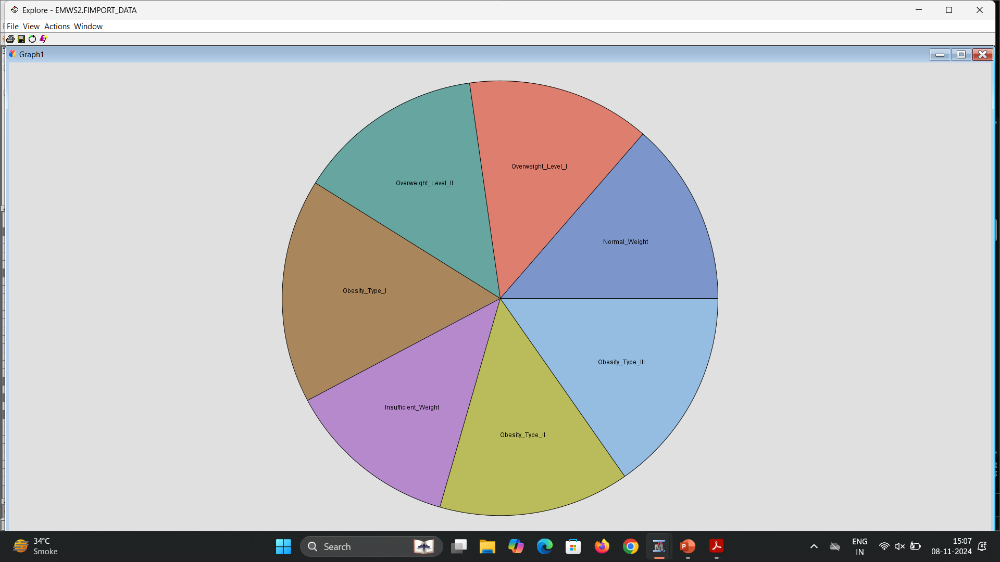 Explore - EMWS2.FIMPORT_DATA
File View Actions Window
Graph1
Overweight_Level_I
Overweight_Level_II
Normal_Weight
Obesity_Type_I
Obesity_Type_III
Insufficient_Weight
Obesity_Type_II
34°C
Smoke
Search
ENG
IN
15:07
08-11-2024